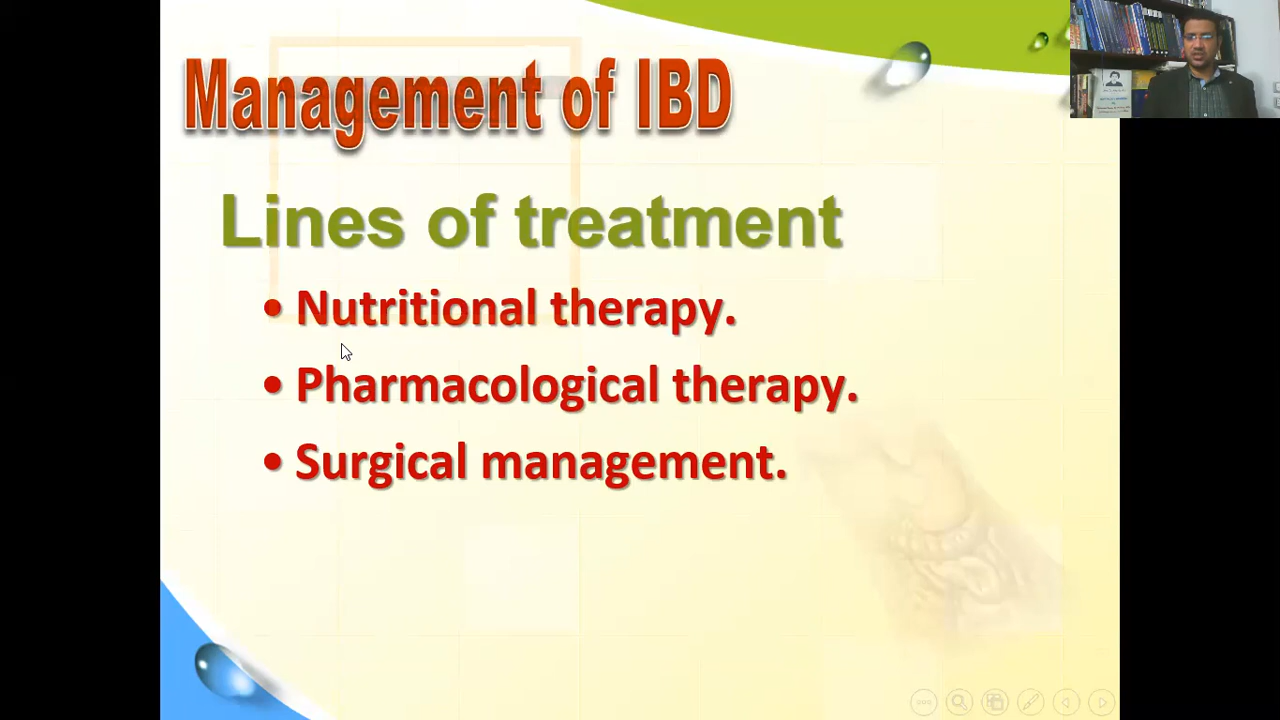 Management of IBD
Lines of treatment
• Nutritional therapy.
• Pharmacological therapy.
• Surgical management.